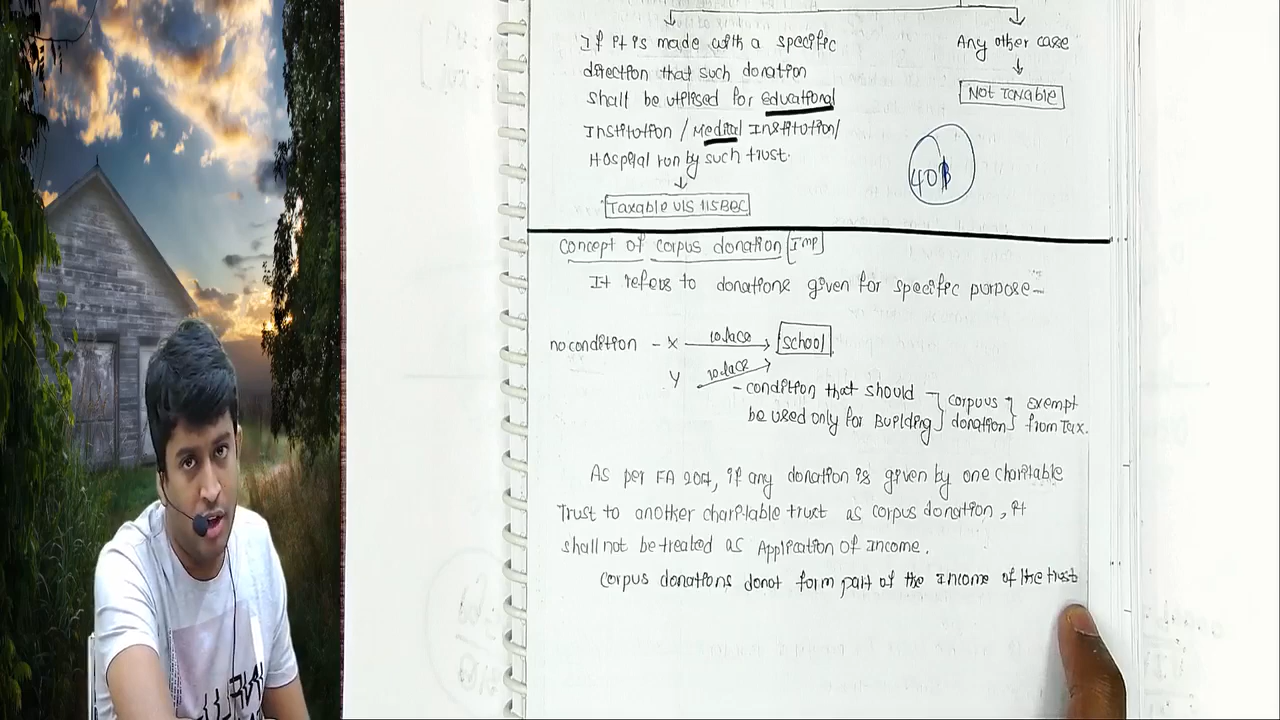 If it is made with a specific
direction that such donation
shall be utilised for educational
Institution / Medical Institution/
Hospital run by such trust.
Taxable U/S 115BBC
Any other case
Not Taxable
Concept of corpus donation [Imp]
It refers to donations given for specific purpose
no condition - X 10 lacs School
Y 10 lacs
- condition that should
be used only for Building
corpus
donation
exempt
from Tax.
As per FA 2017, if any donation is given by one charitable
Trust to another charitable trust as corpus donation, it
shall not be treated as Application of Income.
Corpus donations donot form part of the Income of the trust